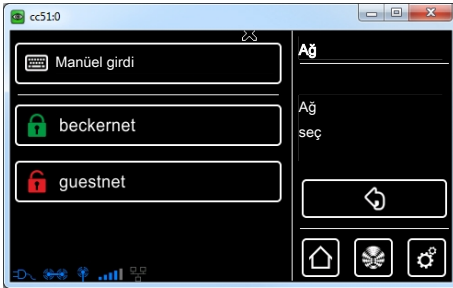 cc51:0
Manüel girdi
beckernet
guestnet
Ağ
Ağ
seç